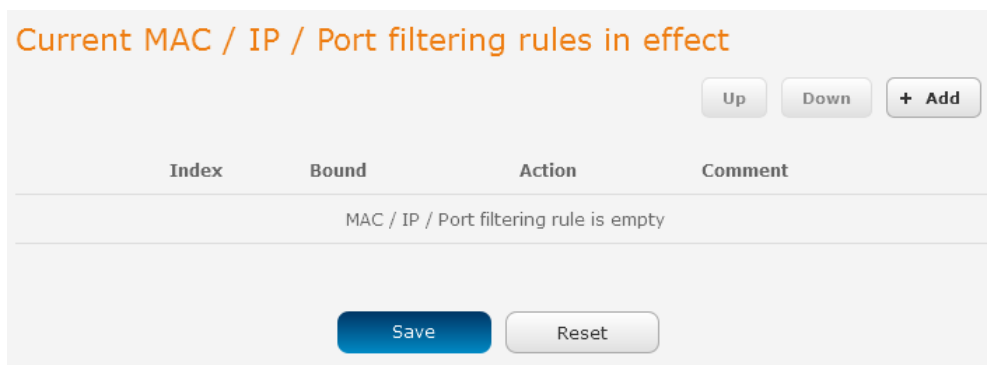 Current MAC / IP / Port filtering rules in effect
Up Down + Add
Index Bound Action Comment
MAC / IP / Port filtering rule is empty
Save Reset